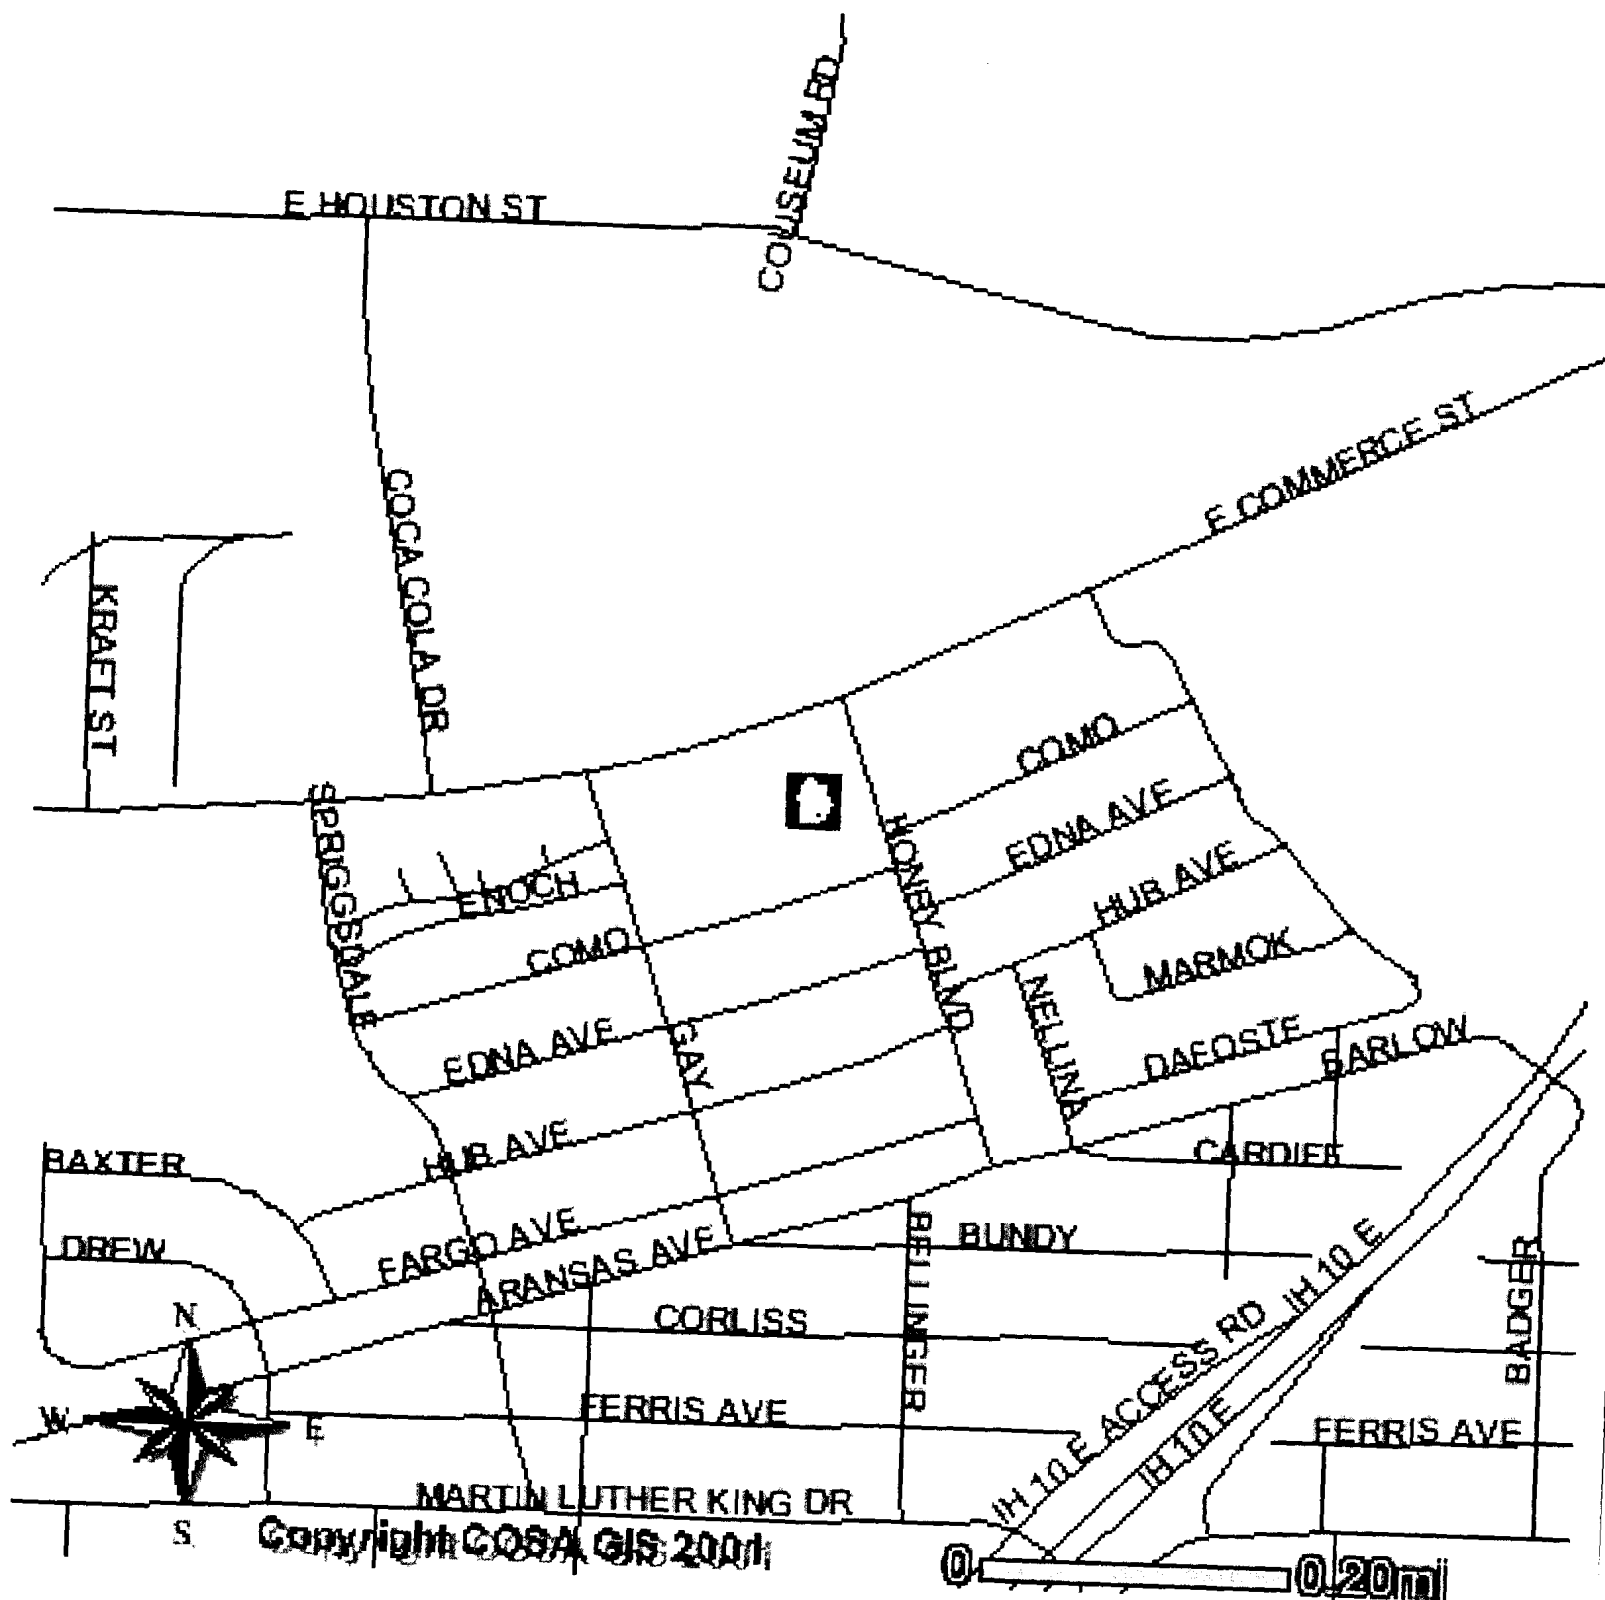 COLISEUM RD
E HOUSTON ST
E COMMERCE ST
COCA COLA DR
KRAFT ST
COMO
SPRIGGSDALE
EDNA AVE
HONEY BLVD
HUB AVE
ENOCH
COMO
MARMOK
NELLINA
GAY
EDNA AVE
DAFOSTE
BARLOW
HUB AVE
BAXTER
CARDIFF
FARGO AVE
BUNDY
DREW
ARANSAS AVE
BELLINGER
IH 10 E
BADGER
N
CORLISS
IH 10 E ACCESS RD
W
E
FERRIS AVE
IH 10 E
FERRIS AVE
MARTIN LUTHER KING DR
S
Copyright COSA GIS 2001
0
0.20mi